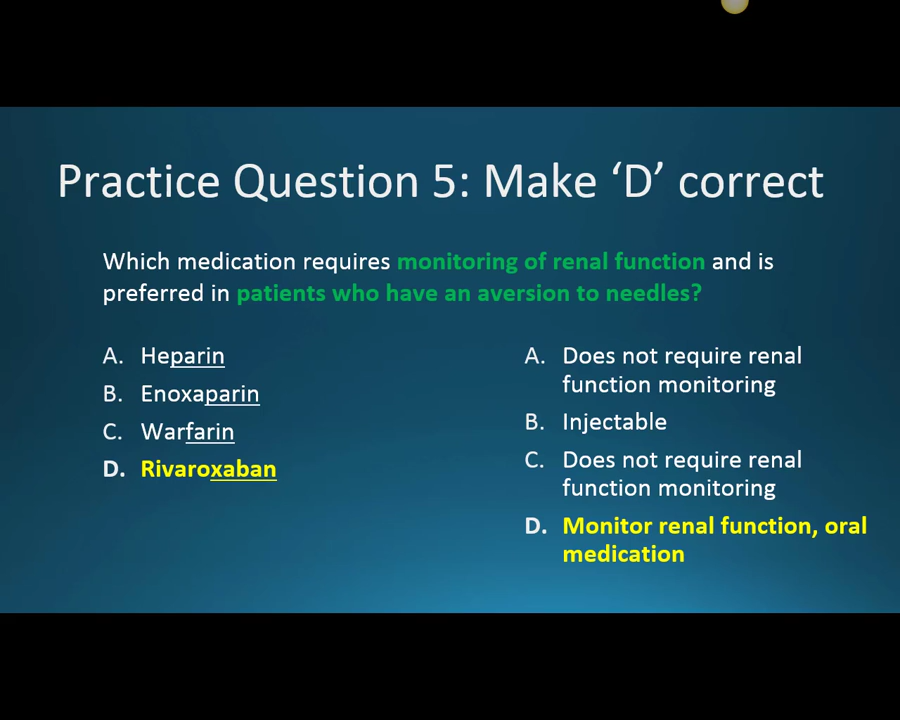 Practice Question 5: Make ‘D’ correct
Which medication requires monitoring of renal function and is
preferred in patients who have an aversion to needles?
A. Heparin
B. Enoxaparin
C. Warfarin
D. Rivaroxaban
A. Does not require renal
function monitoring
B. Injectable
C. Does not require renal
function monitoring
D. Monitor renal function, oral
medication